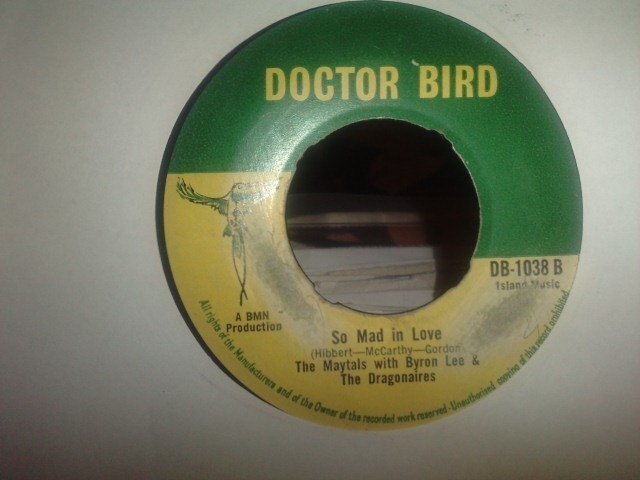 DOCTOR BIRD
DB-1038 B
Island Music
A BMN
Production
So Mad in Love
(Hibbert—McCarthy—Gordon)
The Maytals with Byron Lee &
The Dragonaires
All rights of the Manufacturers and of the Owner of the recorded work reserved - Unauthorised copying of this record prohibited